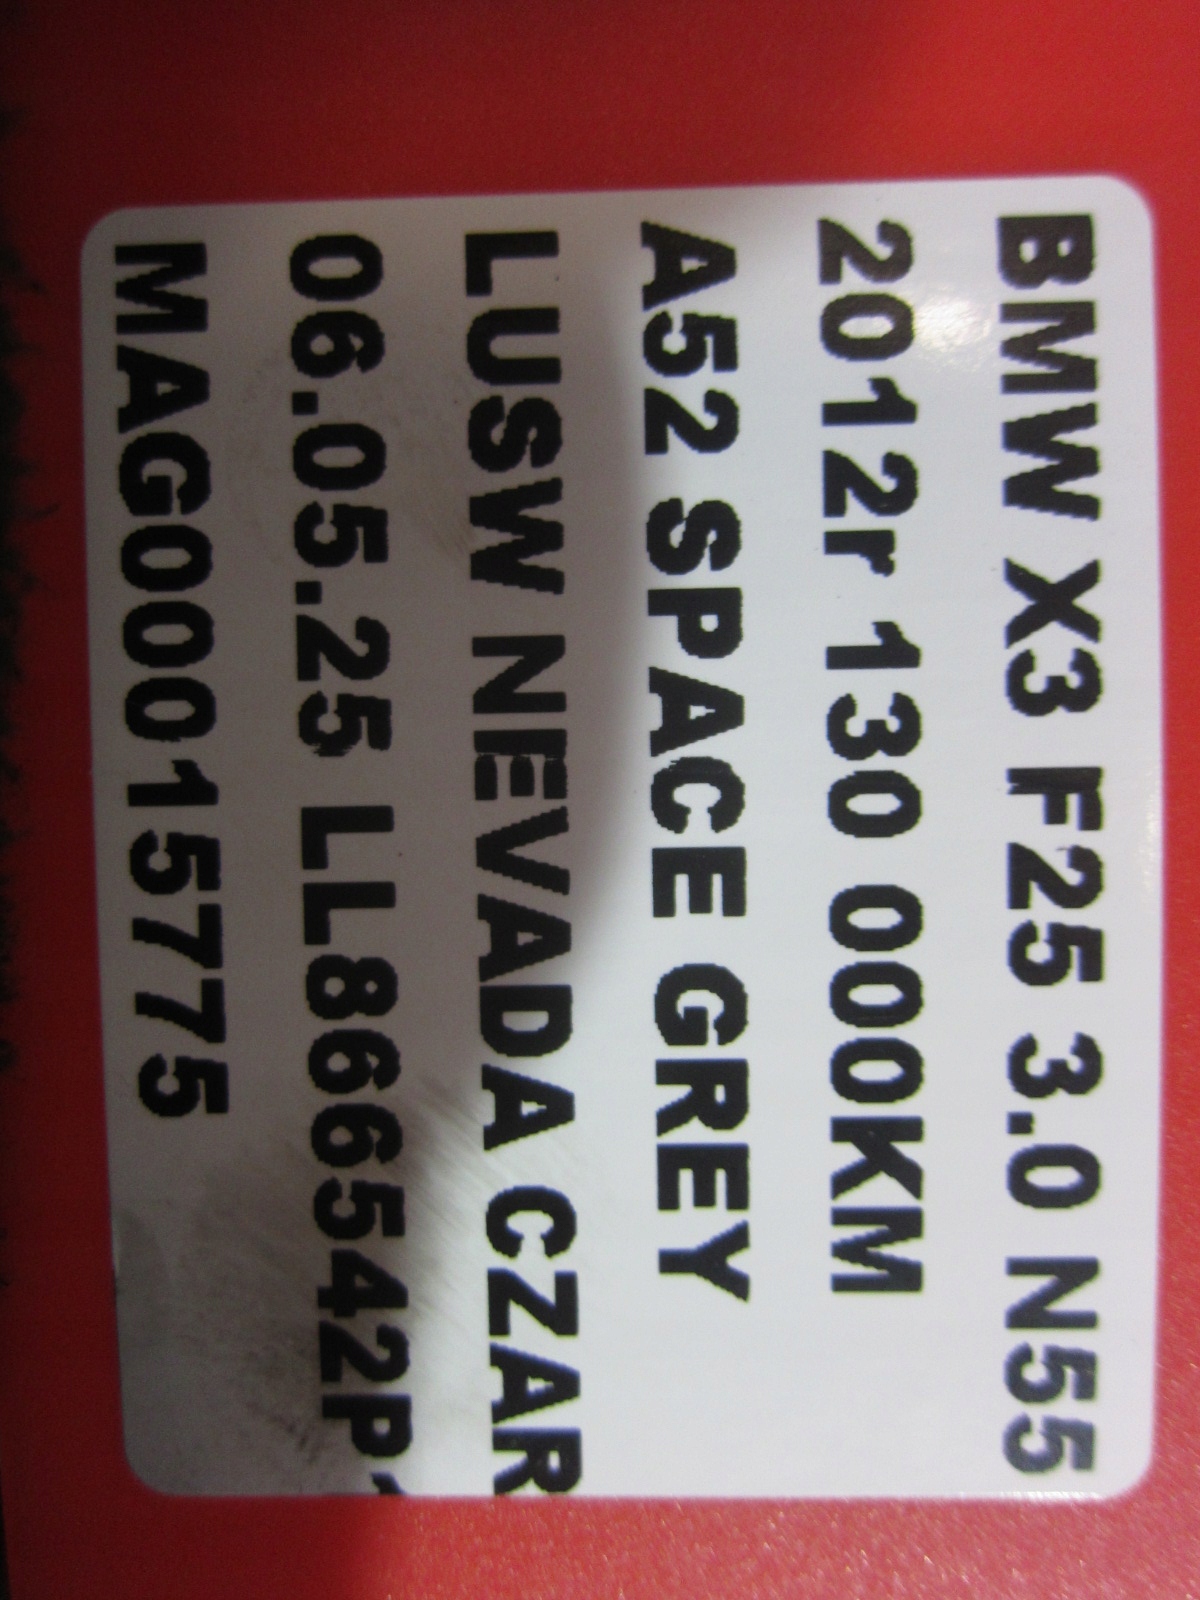 BMW X3 F25 3.0 N55
2012r 130 000KM
A52 SPACE GREY
LUSW NEVADA CZAR
06.05.25 LL866542P
MAG00015775